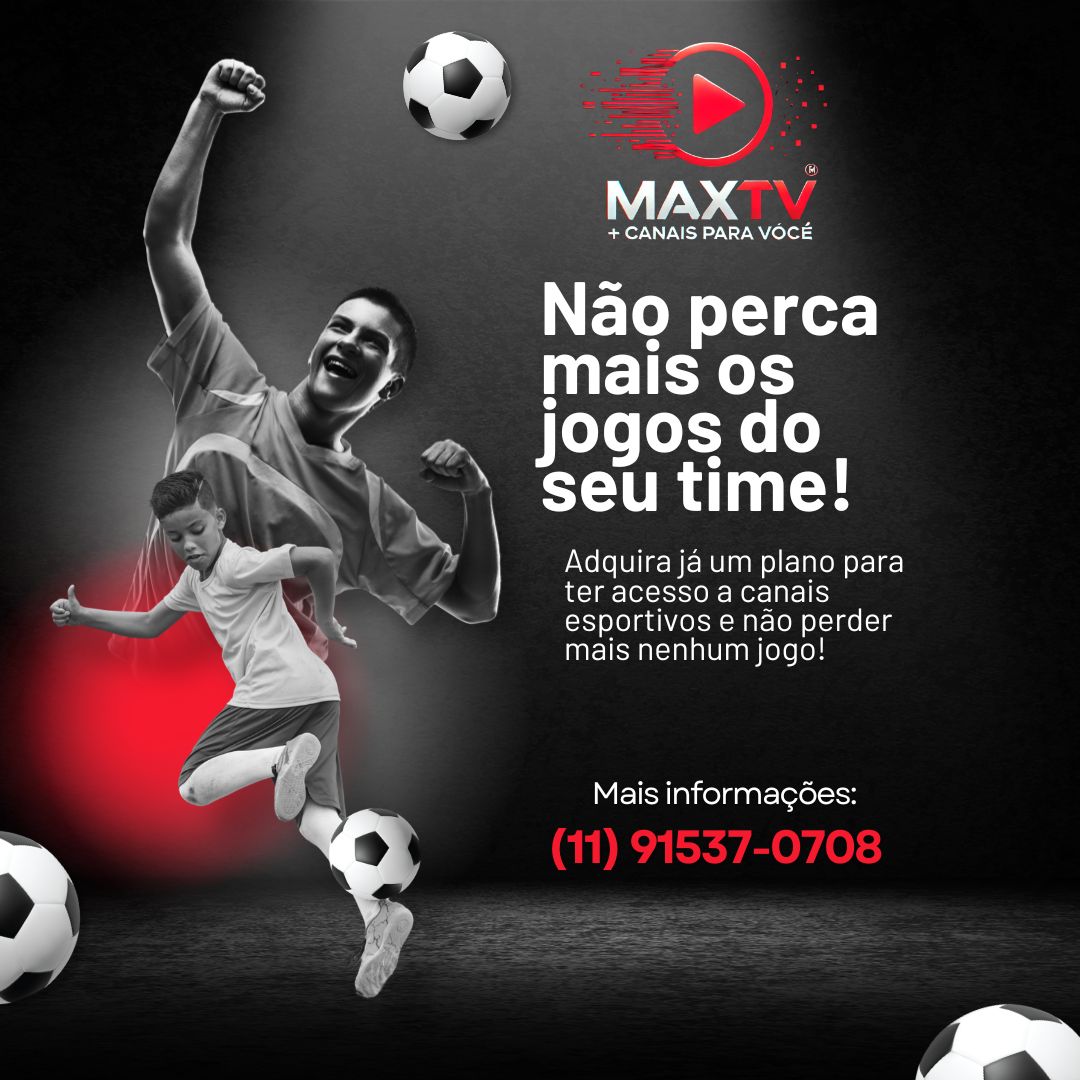 MAXTV
+ CANAIS PARA VÓCÉ
Não perca
mais os
jogos do
seu time!
Adquira já um plano para
ter acesso a canais
esportivos e não perder
mais nenhum jogo!
Mais informações:
(11) 91537-0708